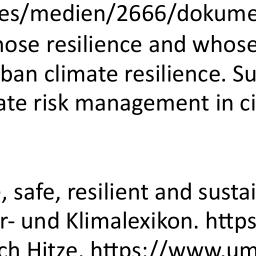 es/medien/2666/dokume
nose resilience and whose
ban climate resilience. Su
ate risk management in ci
, safe, resilient and sustai
r- und Klimalexikon. https
ch Hitze. https://www.um